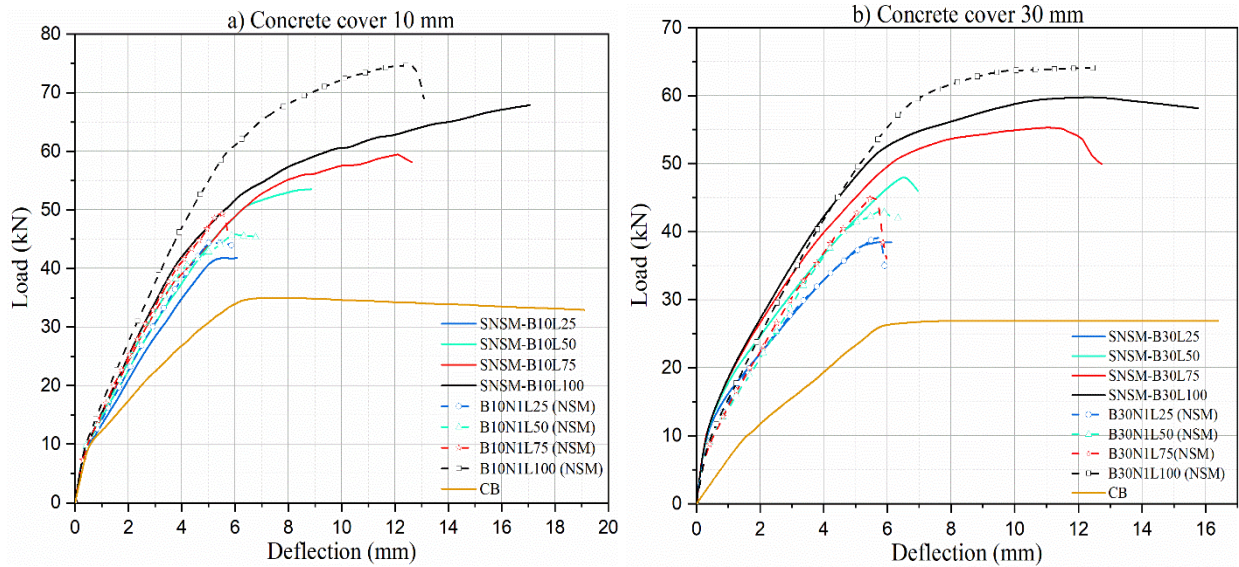 a) Concrete cover 10 mm
80
70
60
50
40
30
20
10
0
Load (kN)
SNSM-B10L25
SNSM-B10L50
SNSM-B10L75
SNSM-B10L100
B10N1L25 (NSM)
B10N1L50 (NSM)
B10N1L75 (NSM)
B10N1L100 (NSM)
CB
0 2 4 6 8 10 12 14 16 18 20
Deflection (mm)
b) Concrete cover 30 mm
70
60
50
40
30
20
10
0
Load (kN)
SNSM-B30L25
SNSM-B30L50
SNSM-B30L75
SNSM-B30L100
B30N1L25 (NSM)
B30N1L50 (NSM)
B30N1L75(NSM)
B30N1L100 (NSM)
CB
0 2 4 6 8 10 12 14 16
Deflection (mm)